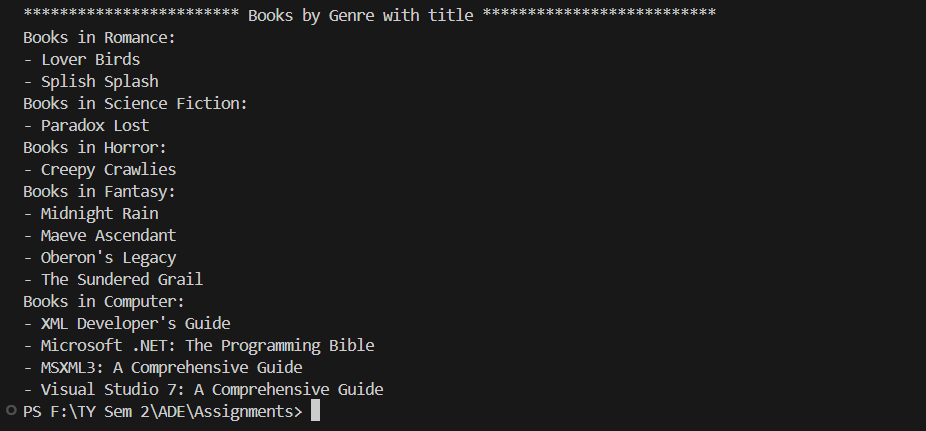 ************************ Books by Genre with title **************************
Books in Romance:
- Lover Birds
- Splish Splash
Books in Science Fiction:
- Paradox Lost
Books in Horror:
- Creepy Crawlies
Books in Fantasy:
- Midnight Rain
- Maeve Ascendant
- Oberon's Legacy
- The Sundered Grail
Books in Computer:
- XML Developer's Guide
- Microsoft .NET: The Programming Bible
- MSXML3: A Comprehensive Guide
- Visual Studio 7: A Comprehensive Guide
PS F:\TY Sem 2\ADE\Assignments>